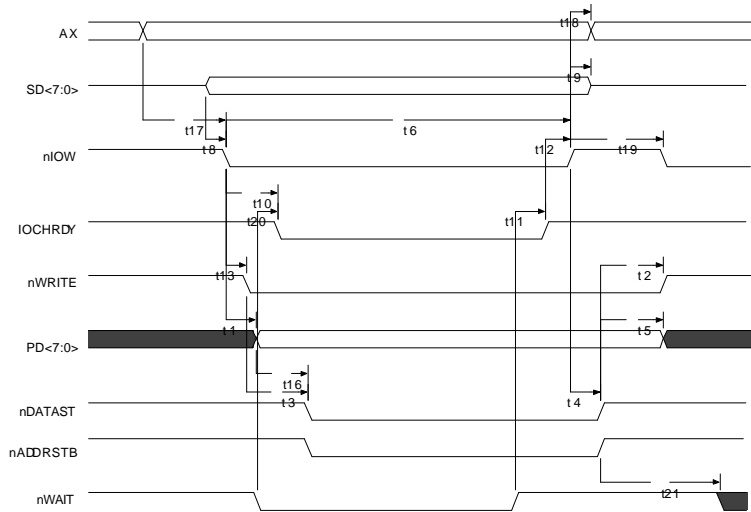 t18
AX
t9
SD<7:0>
t17
t6
t8
t12
t19
nIOW
t10
t20
t11
IOCHRDY
t13
t2
nWRITE
t1
t5
PD<7:0>
t16
t3
t4
nDATAST
nADDRSTB
t21
nWAIT